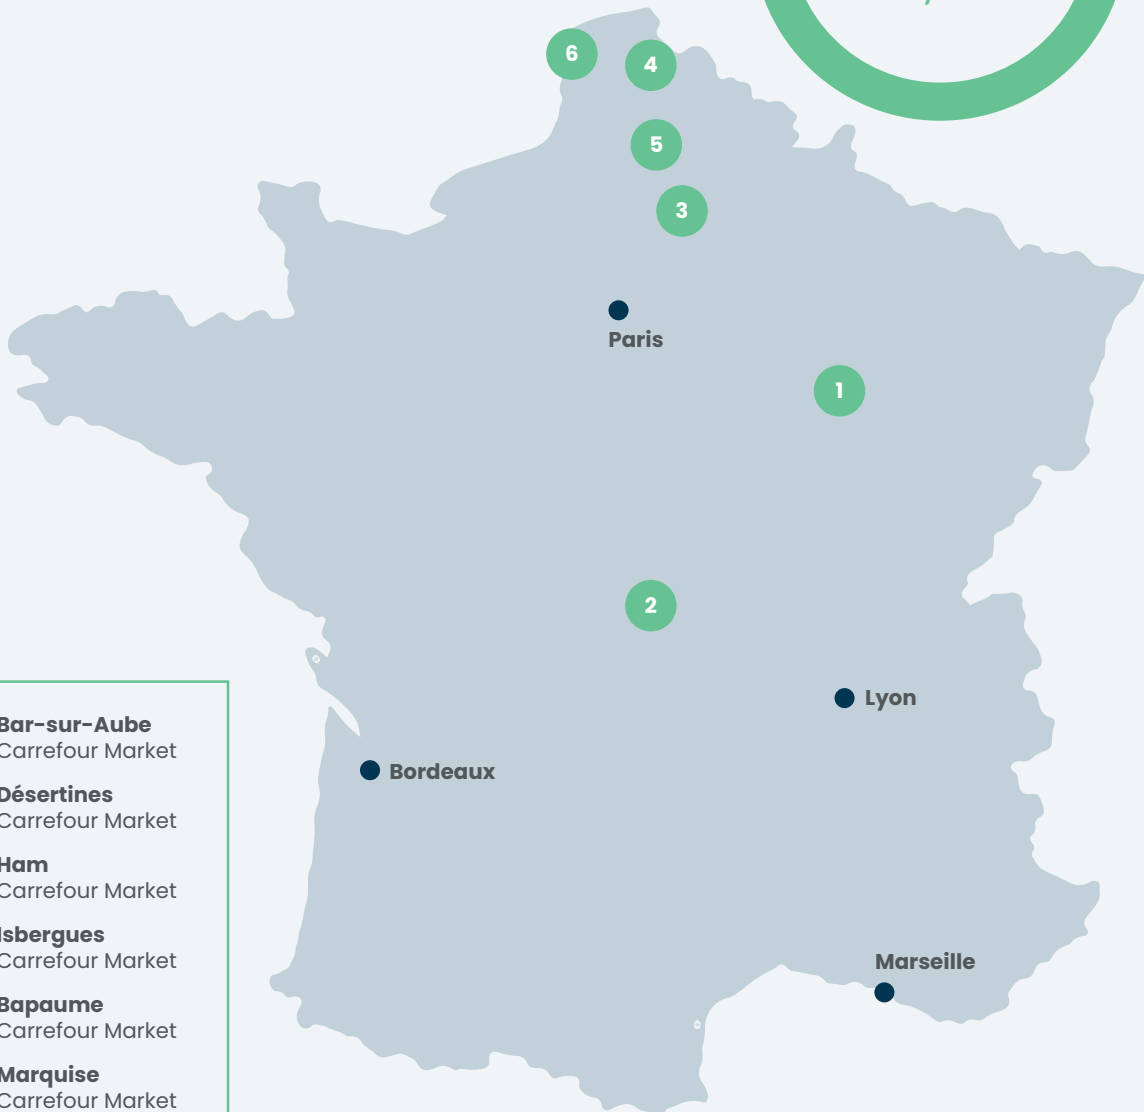 6
4
5
3
Paris
1
2
Lyon
Bordeaux
Marseille
Bar-sur-Aube
Carrefour Market
Désertines
Carrefour Market
Ham
Carrefour Market
Isbergues
Carrefour Market
Bapaume
Carrefour Market
Marquise
Carrefour Market